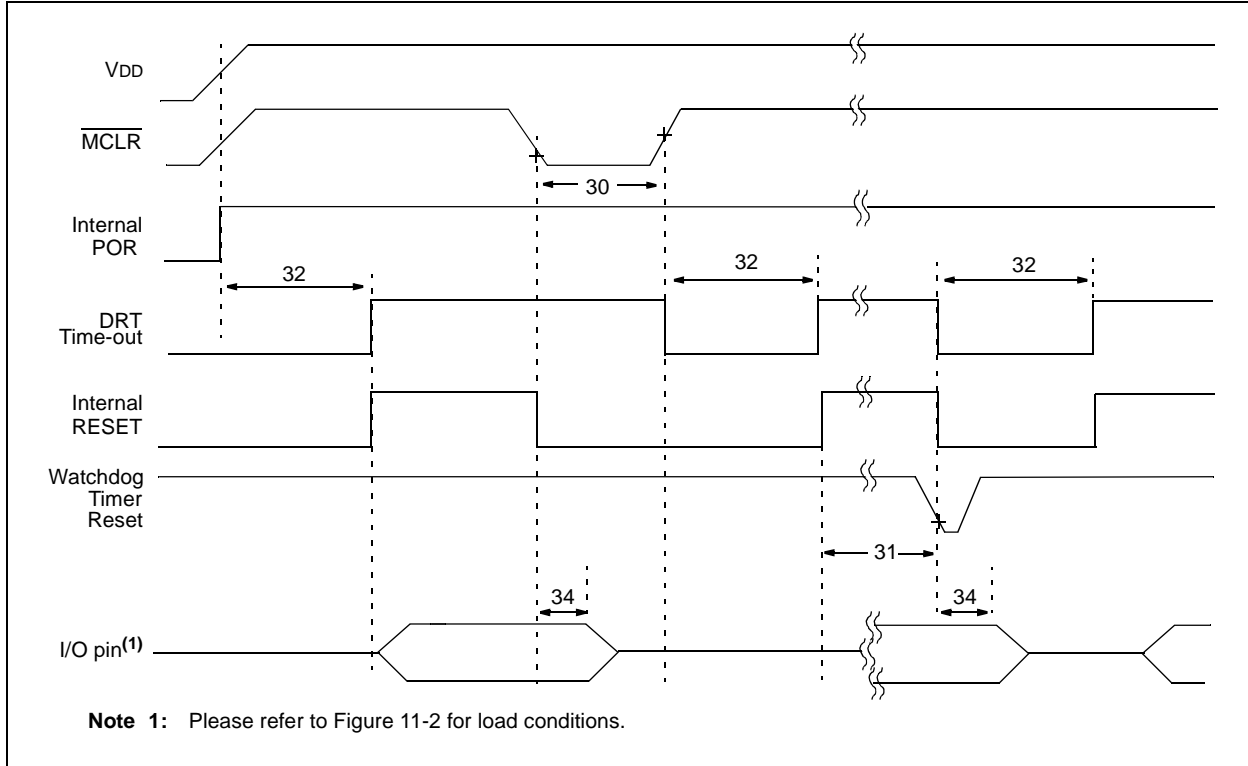 VDD
MCLR
30
Internal
POR
32
32
32
DRT
Time-out
Internal
RESET
Watchdog
Timer
Reset
31
34
34
I/O pin(1)
Note 1: Please refer to Figure 11-2 for load conditions.